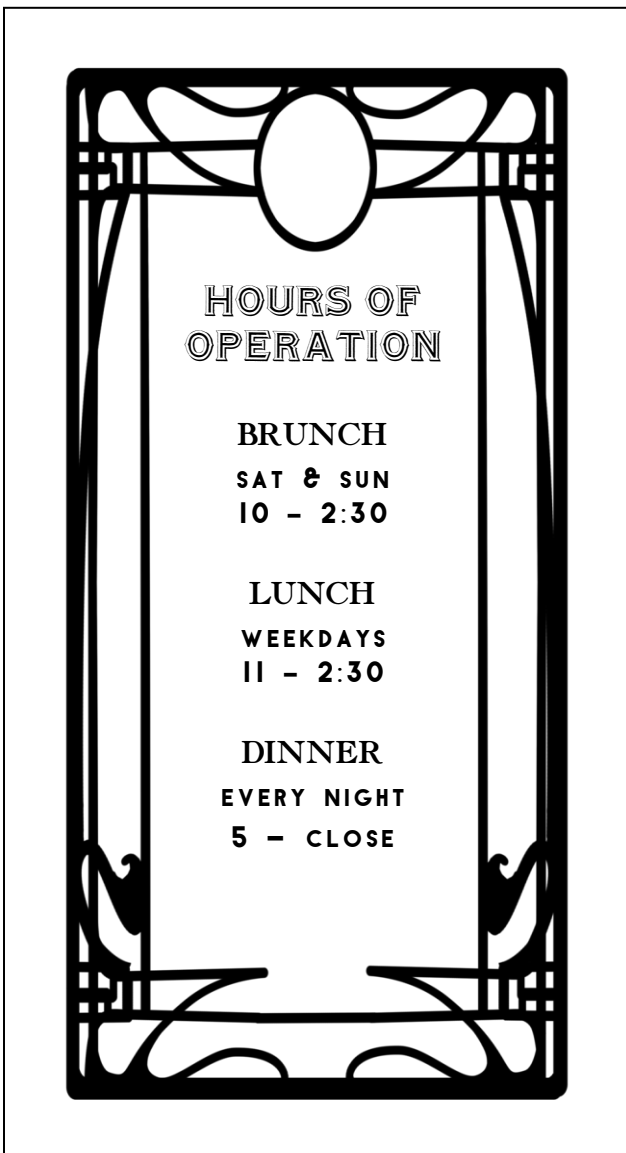 HOURS OF
OPERATION
BRUNCH
SAT & SUN
10 – 2:30
LUNCH
WEEKDAYS
11 – 2:30
DINNER
EVERY NIGHT
5 – CLOSE